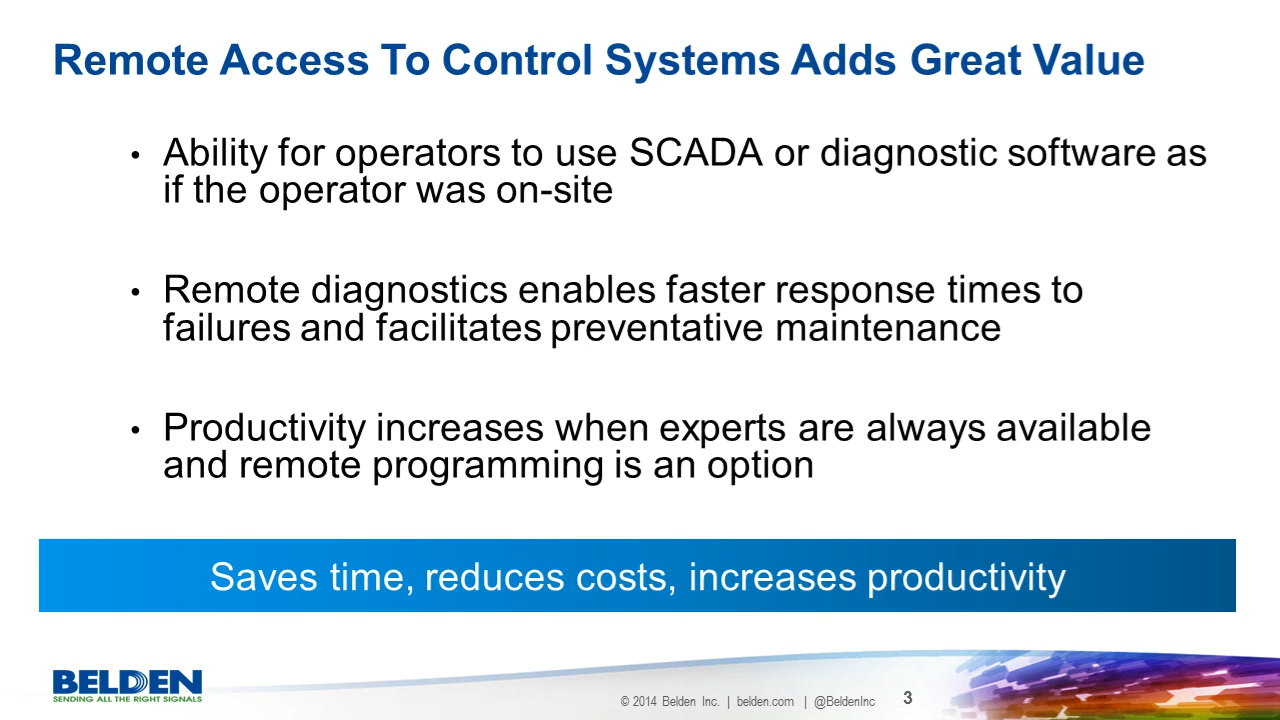 Remote Access To Control Systems Adds Great Value
• Ability for operators to use SCADA or diagnostic software as
if the operator was on-site
• Remote diagnostics enables faster response times to
failures and facilitates preventative maintenance
• Productivity increases when experts are always available
and remote programming is an option
Saves time, reduces costs, increases productivity
BELDEN
SENDING ALL THE RIGHT SIGNALS
© 2014 Belden Inc. | belden.com | @BeldenInc 3